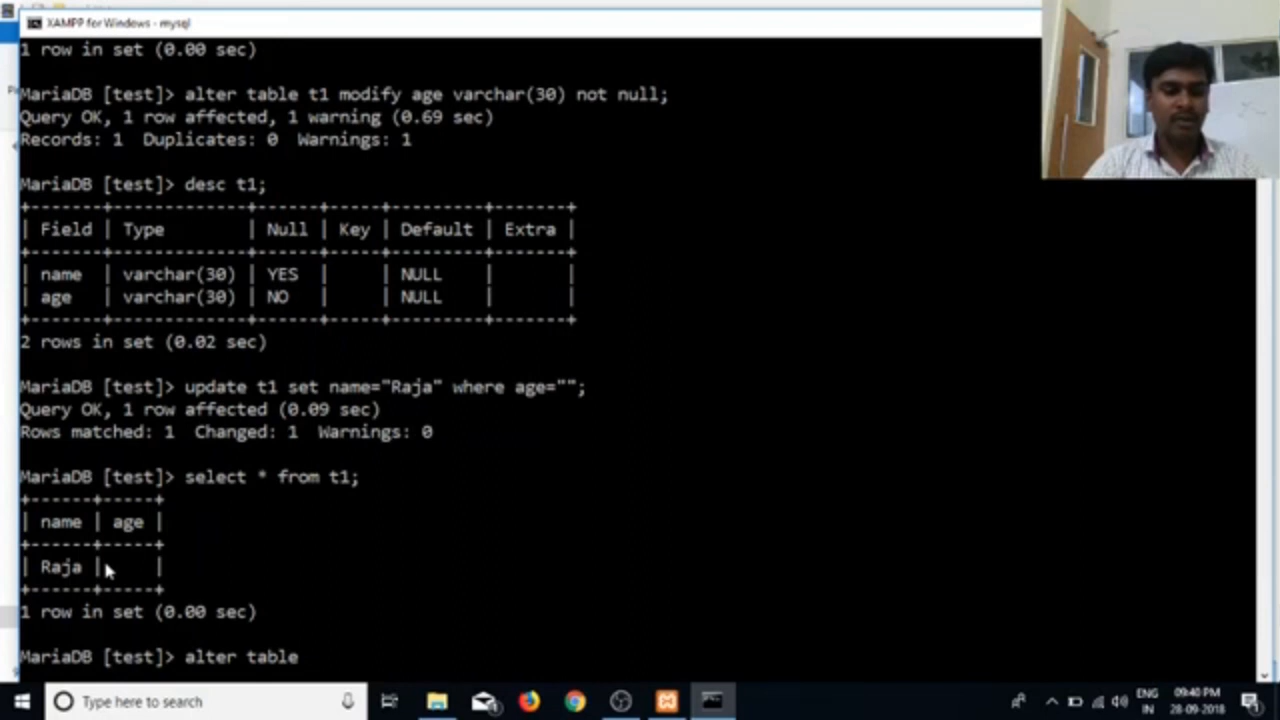 XAMPP for Windows - mysql
1 row in set (0.00 sec)
MariaDB [test]> alter table t1 modify age varchar(30) not null;
Query OK, 1 row affected, 1 warning (0.69 sec)
Records: 1  Duplicates: 0  Warnings: 1
MariaDB [test]> desc t1;
+-------+-------------+------+-----+---------+-------+
| Field | Type        | Null | Key | Default | Extra |
+-------+-------------+------+-----+---------+-------+
| name  | varchar(30) | YES  |     | NULL    |       |
| age   | varchar(30) | NO   |     | NULL    |       |
+-------+-------------+------+-----+---------+-------+
2 rows in set (0.02 sec)
MariaDB [test]> update t1 set name="Raja" where age="";
Query OK, 1 row affected (0.09 sec)
Rows matched: 1  Changed: 1  Warnings: 0
MariaDB [test]> select * from t1;
+------+-----+
| name | age |
+------+-----+
| Raja |     |
+------+-----+
1 row in set (0.00 sec)
MariaDB [test]> alter table
Type here to search
ENG
IN
09:40 PM
28-09-2018